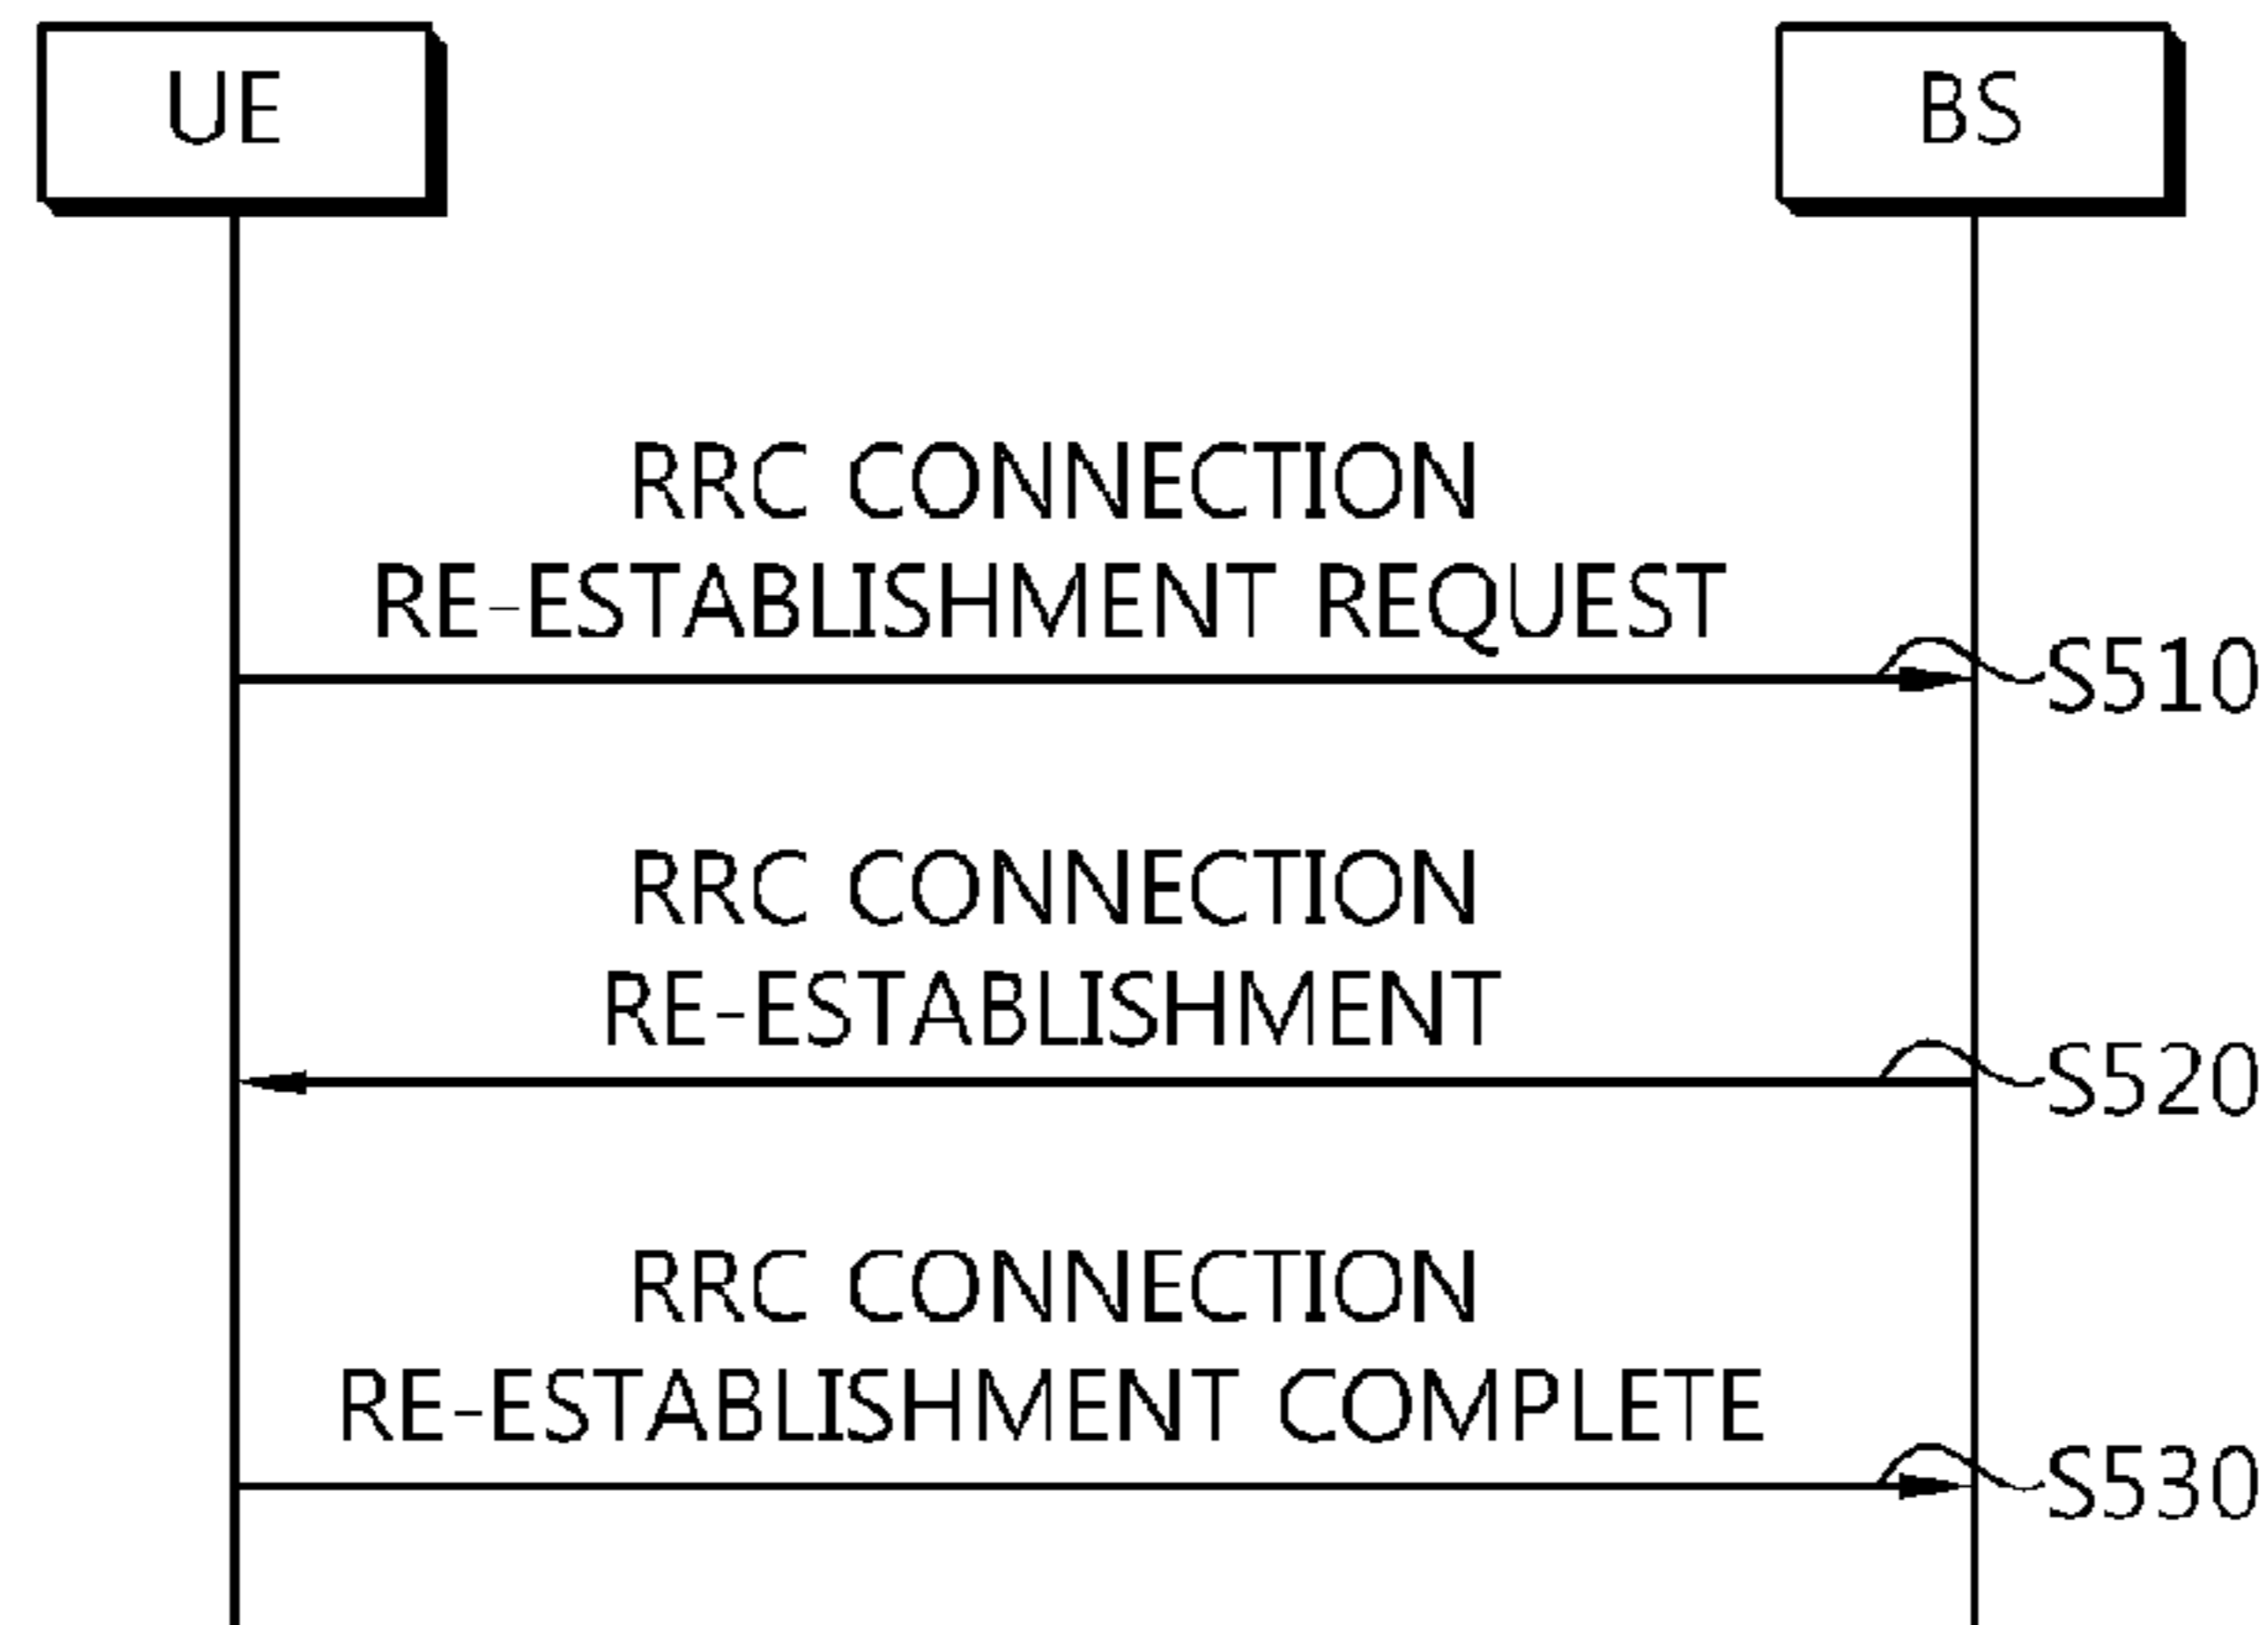 UE
BS
RRC CONNECTION
RE-ESTABLISHMENT REQUEST
S510
RRC CONNECTION
RE-ESTABLISHMENT
S520
RRC CONNECTION
RE-ESTABLISHMENT COMPLETE
S530